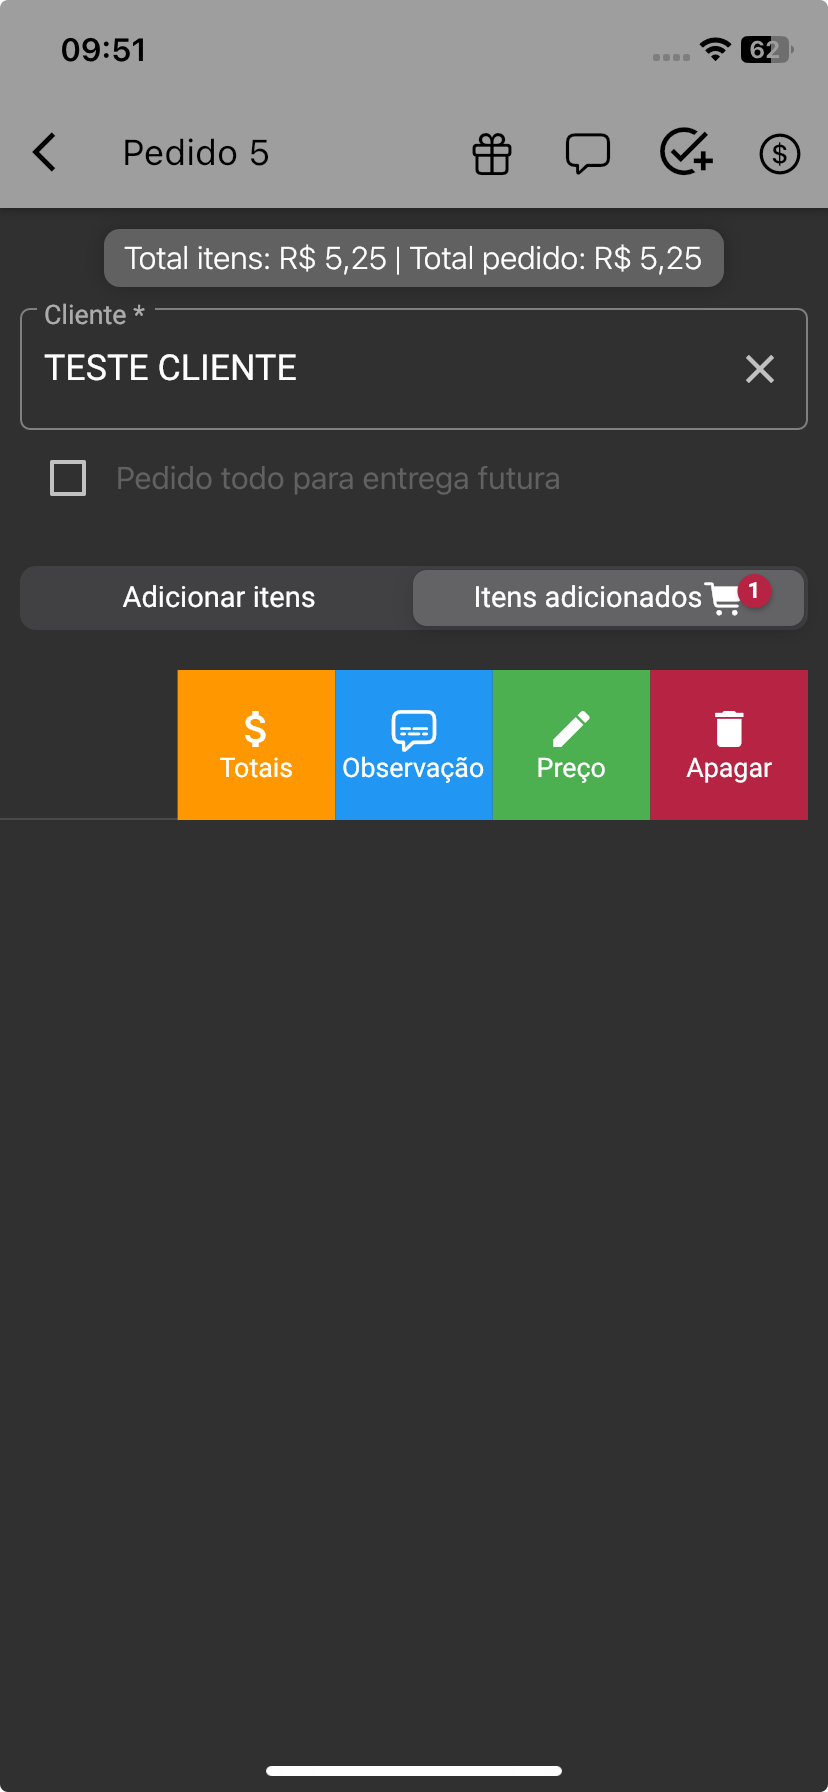 09:51
62
Pedido 5
Total itens: R$ 5,25 | Total pedido: R$ 5,25
Cliente *
TESTE CLIENTE
Pedido todo para entrega futura
Adicionar itens
Itens adicionados 1
Totais
Observação
Preço
Apagar